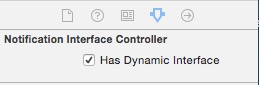 Notification Interface Controller
Has Dynamic Interface